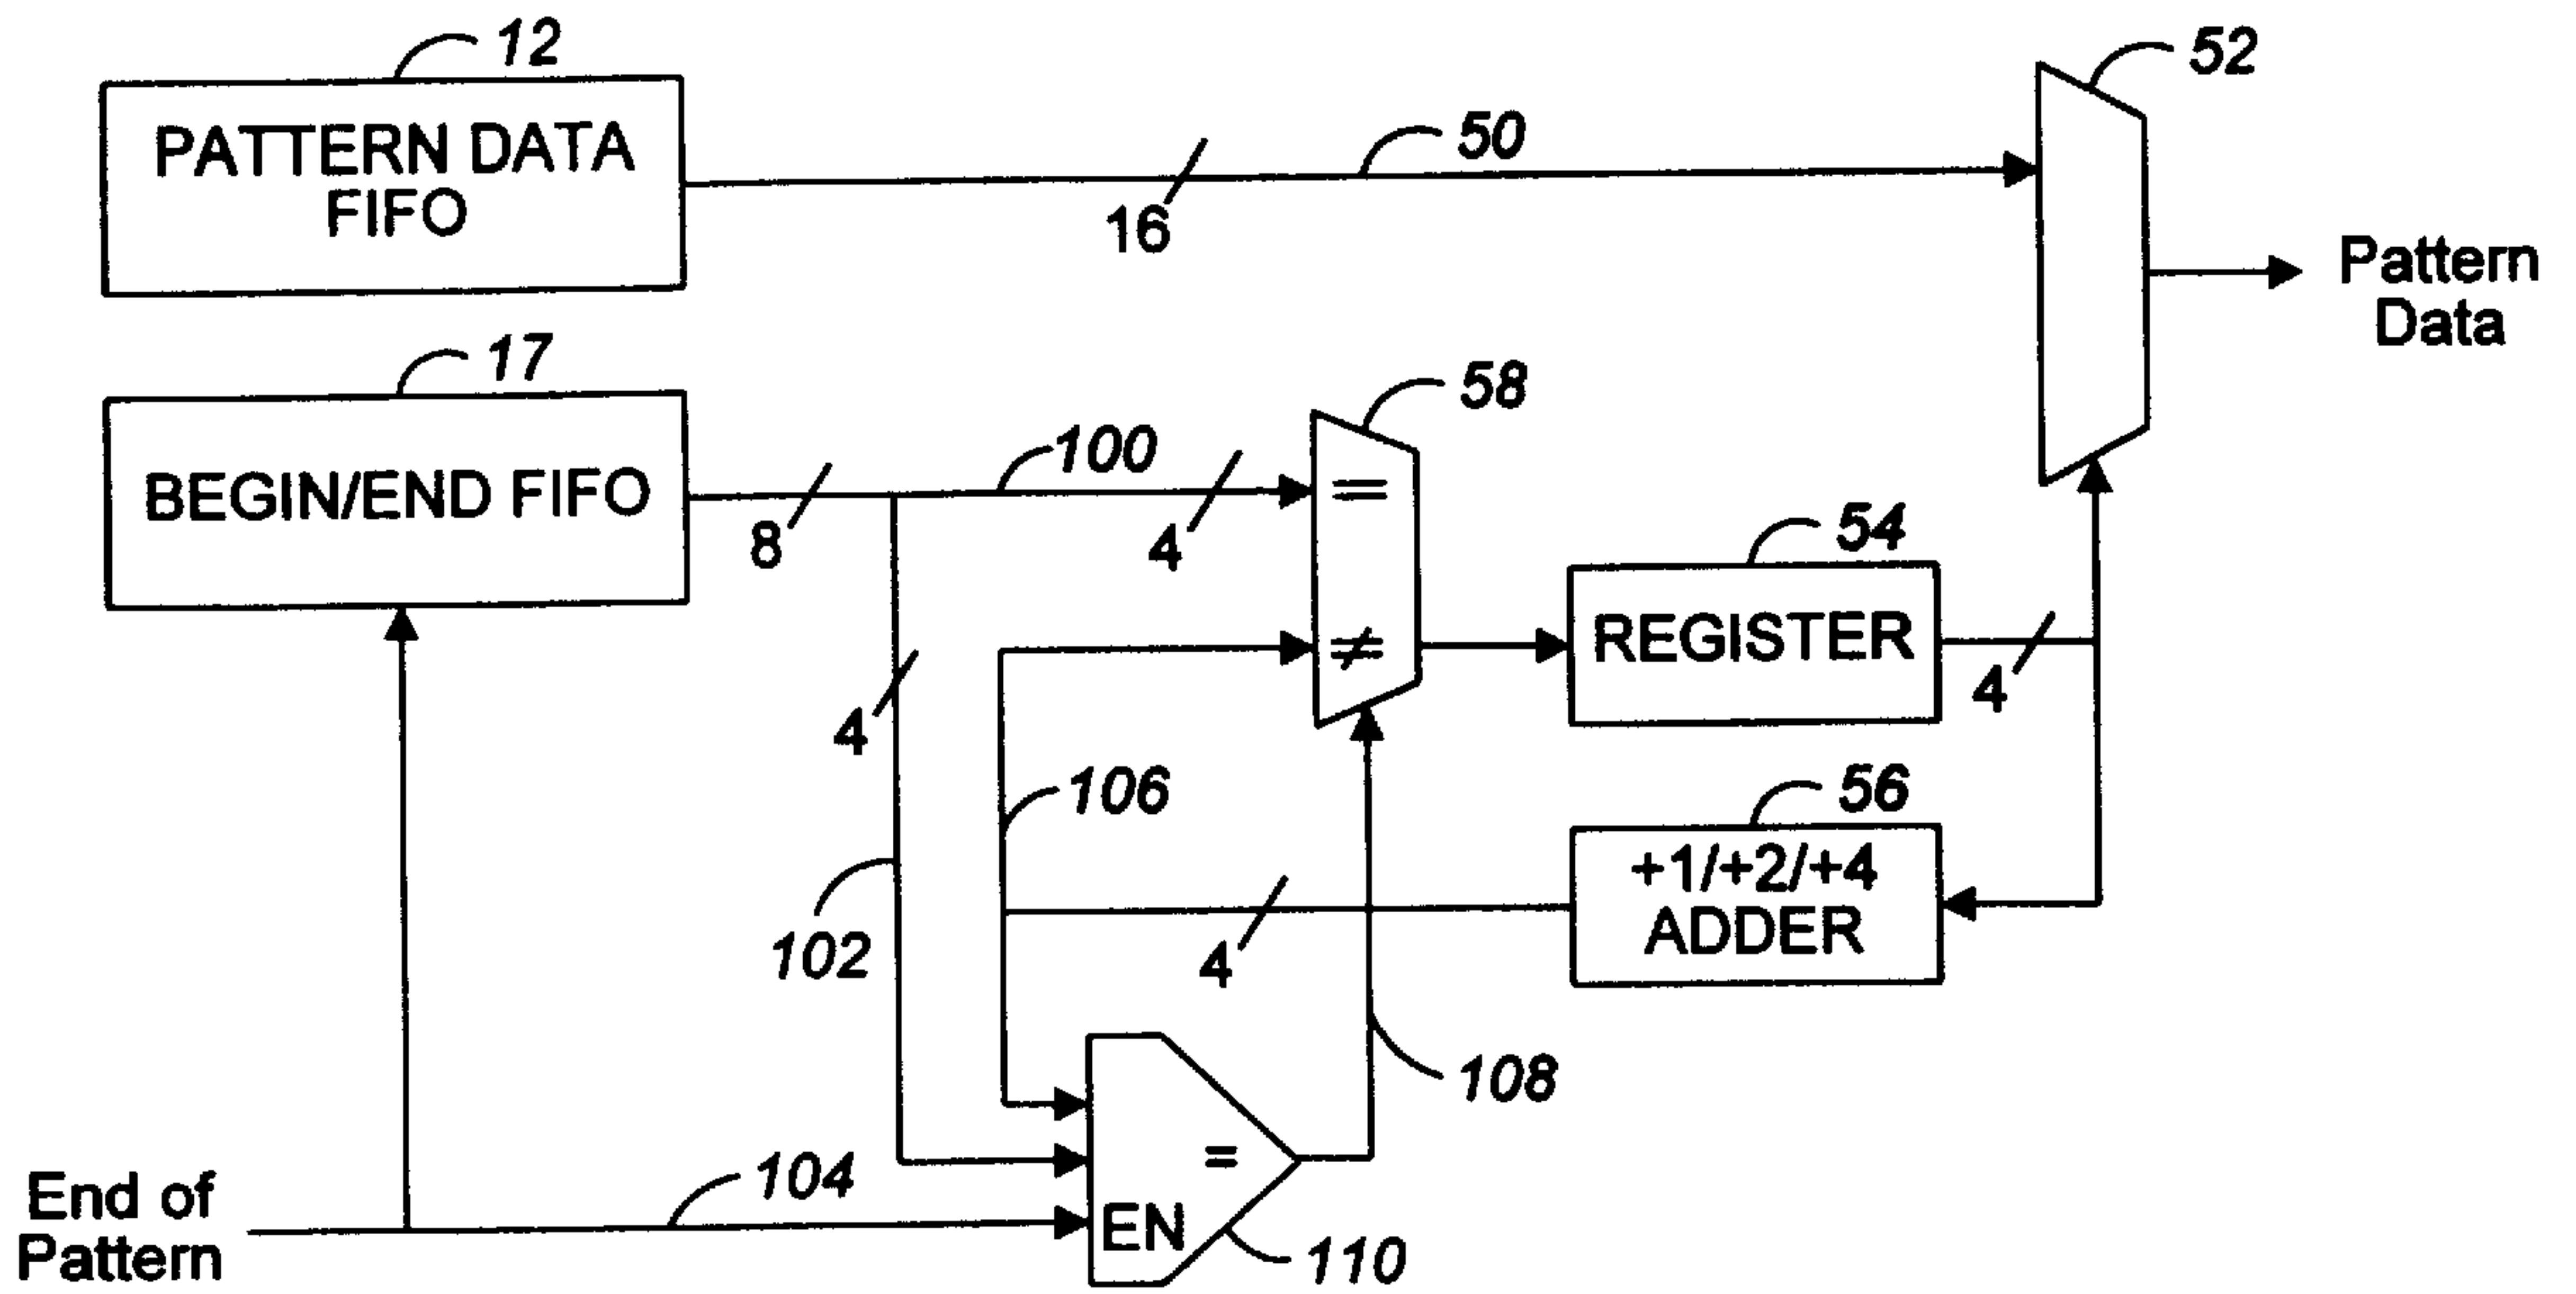 12
PATTERN DATA
FIFO
50
16
52
Pattern
Data
17
BEGIN/END FIFO
8
100
4
58
=
≠
54
REGISTER
4
4
106
56
+1/+2/+4
ADDER
102
4
108
=
EN
110
104
End of
Pattern